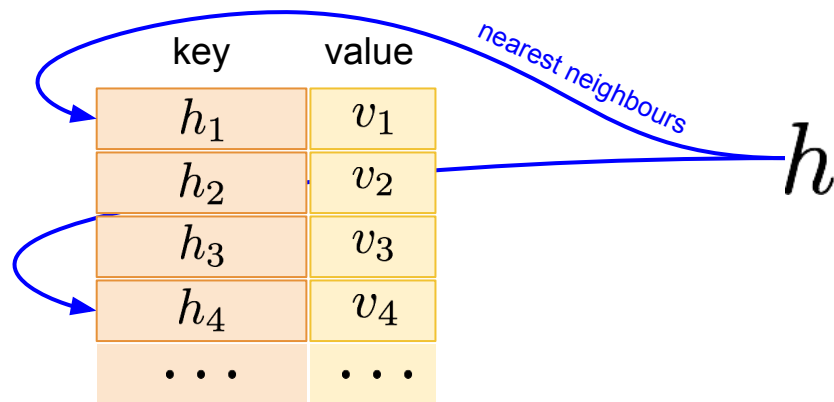 key value
nearest neighbours
h
h₁ v₁
h₂ v₂
h₃ v₃
h₄ v₄
··· ···